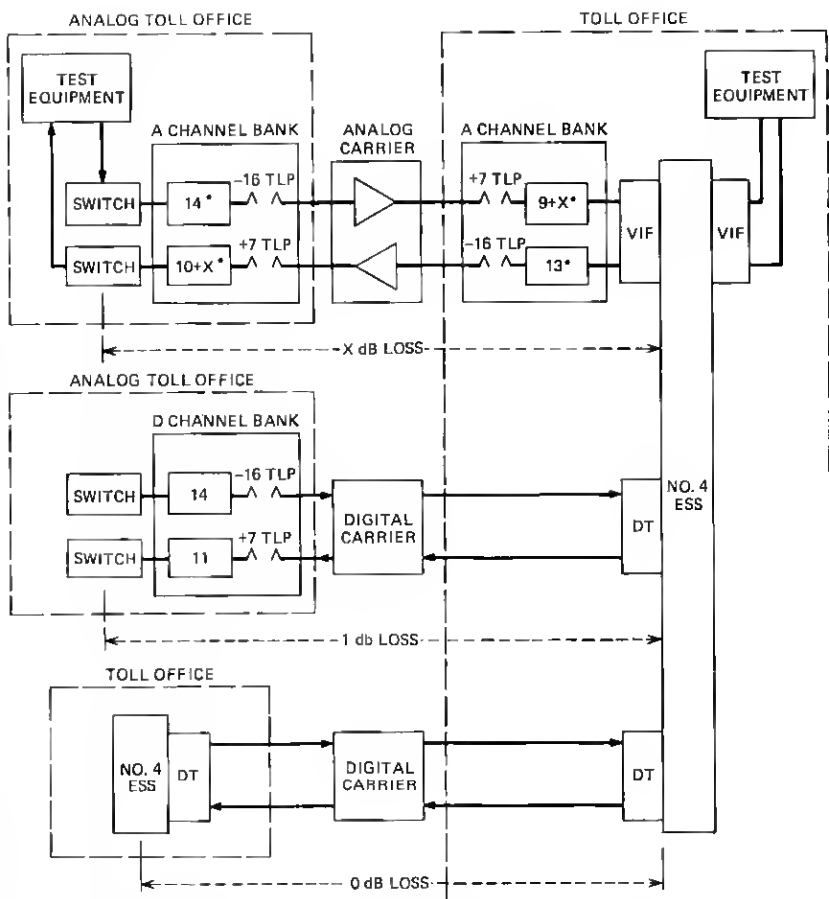 ANALOG TOLL OFFICE
TOLL OFFICE
TEST
EQUIPMENT
TEST
EQUIPMENT
A CHANNEL BANK
ANALOG
CARRIER
A CHANNEL BANK
SWITCH
14*
-16 TLP
+7 TLP
9+X*
VIF
VIF
SWITCH
10+X*
+7 TLP
-16 TLP
13*
X dB LOSS
ANALOG TOLL OFFICE
D CHANNEL BANK
SWITCH
14
-16 TLP
DIGITAL
CARRIER
DT
NO. 4
ESS
SWITCH
11
+7 TLP
1 db LOSS
TOLL OFFICE
NO. 4
ESS
DT
DIGITAL
CARRIER
DT
0 dB LOSS